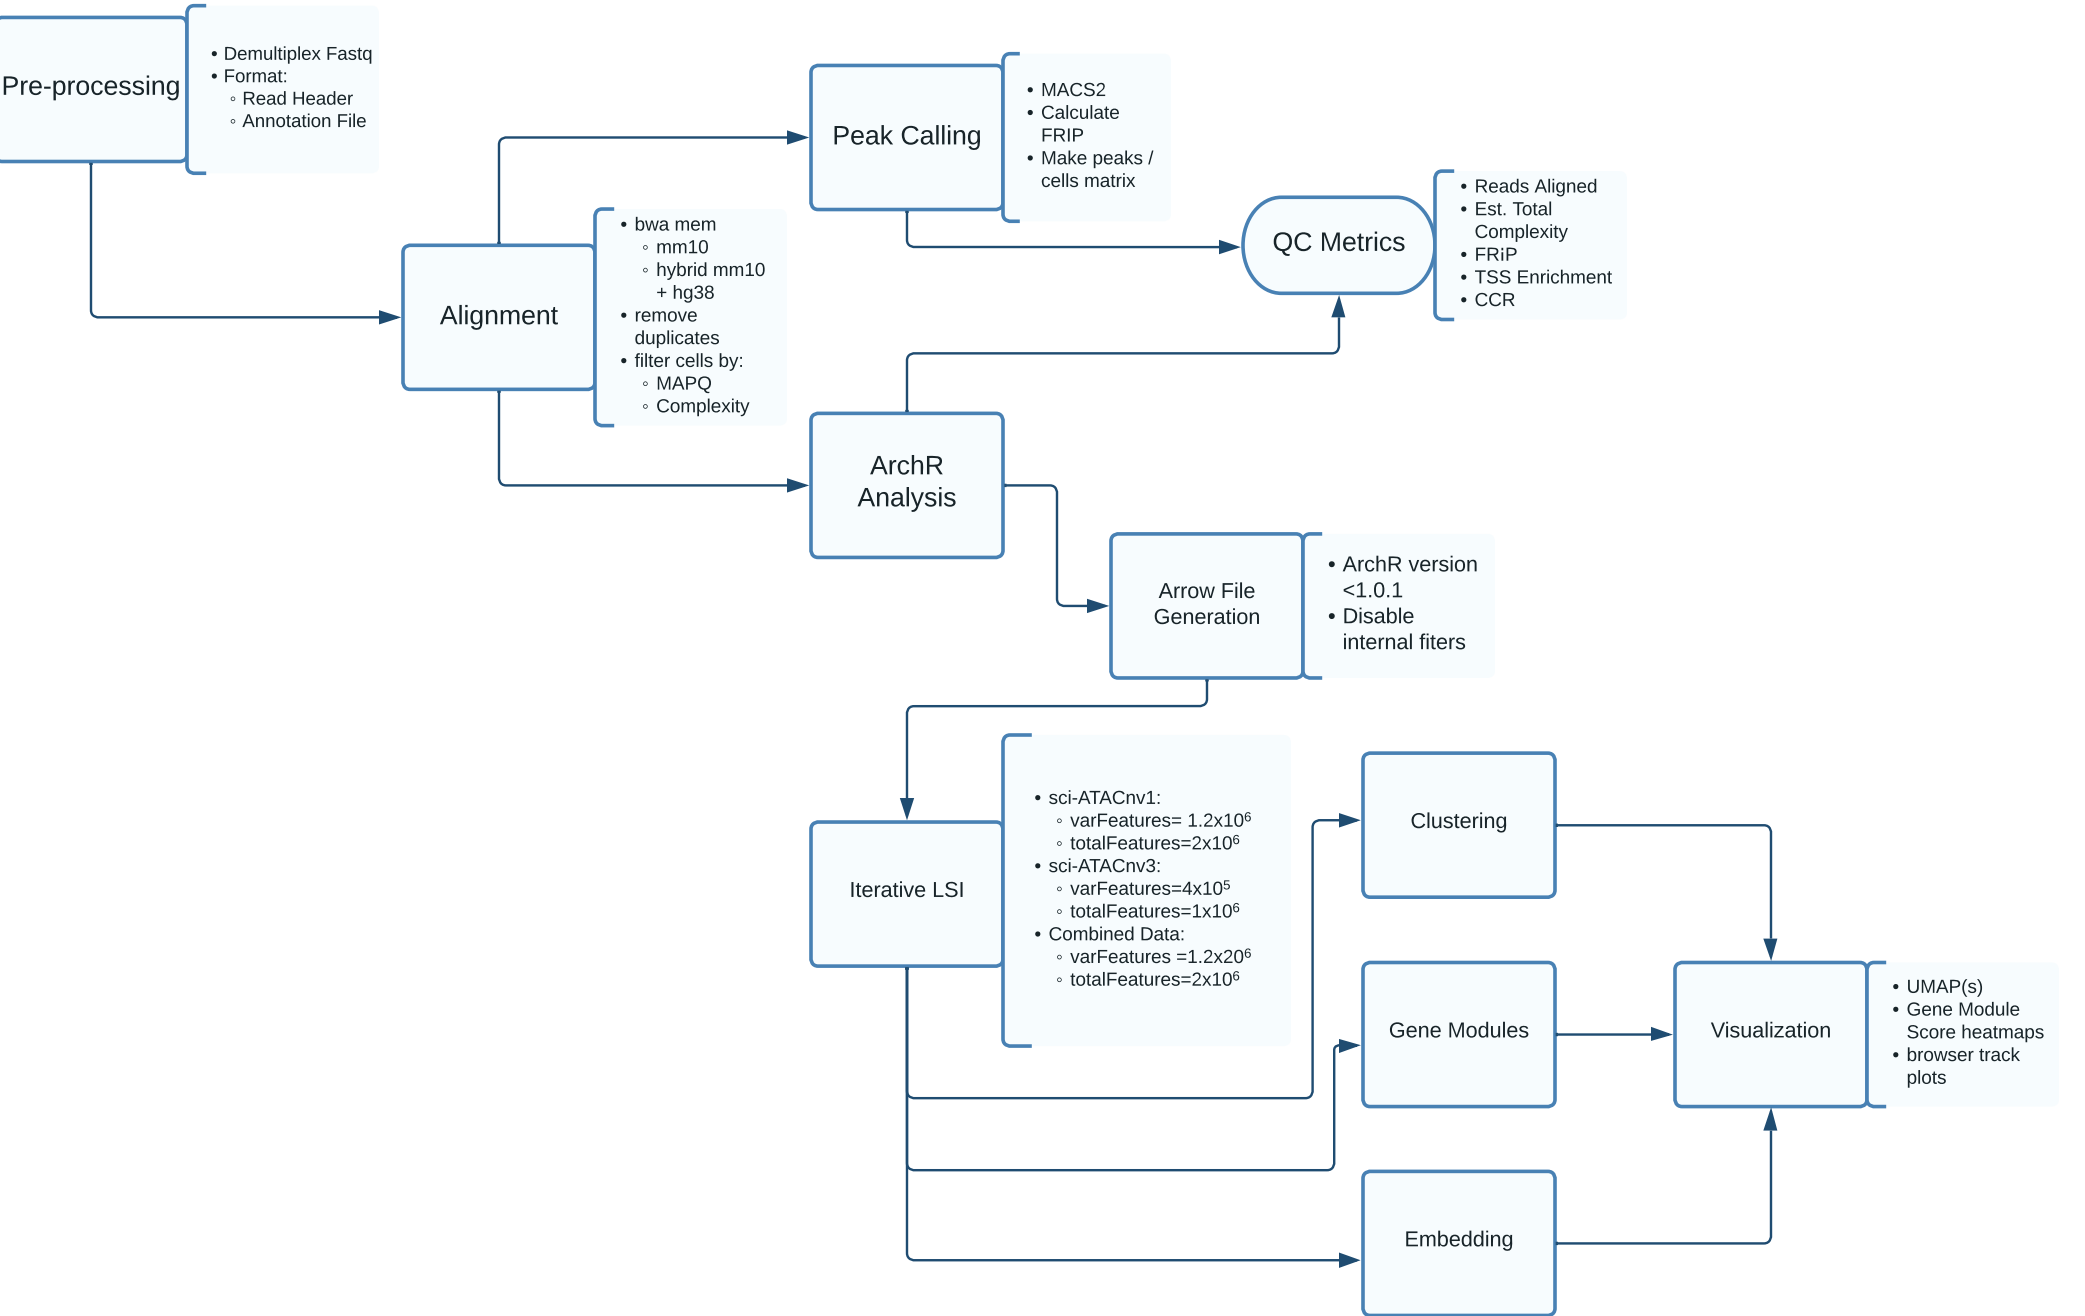 Pre-processing
• Demultiplex Fastq
• Format:
◦ Read Header
◦ Annotation File
Alignment
• bwa mem
◦ mm10
◦ hybrid mm10
+ hg38
• remove
duplicates
• filter cells by:
◦ MAPQ
◦ Complexity
Peak Calling
• MACS2
• Calculate
FRIP
• Make peaks /
cells matrix
QC Metrics
• Reads Aligned
• Est. Total
Complexity
• FRiP
• TSS Enrichment
• CCR
ArchR
Analysis
Arrow File
Generation
• ArchR version
<1.0.1
• Disable
internal fiters
Iterative LSI
• sci-ATACnv1:
◦ varFeatures= 1.2x10⁶
◦ totalFeatures=2x10⁶
• sci-ATACnv3:
◦ varFeatures=4x10⁵
◦ totalFeatures=1x10⁶
• Combined Data:
◦ varFeatures =1.2x20⁶
◦ totalFeatures=2x10⁶
Clustering
Gene Modules
Embedding
Visualization
• UMAP(s)
• Gene Module
Score heatmaps
• browser track
plots